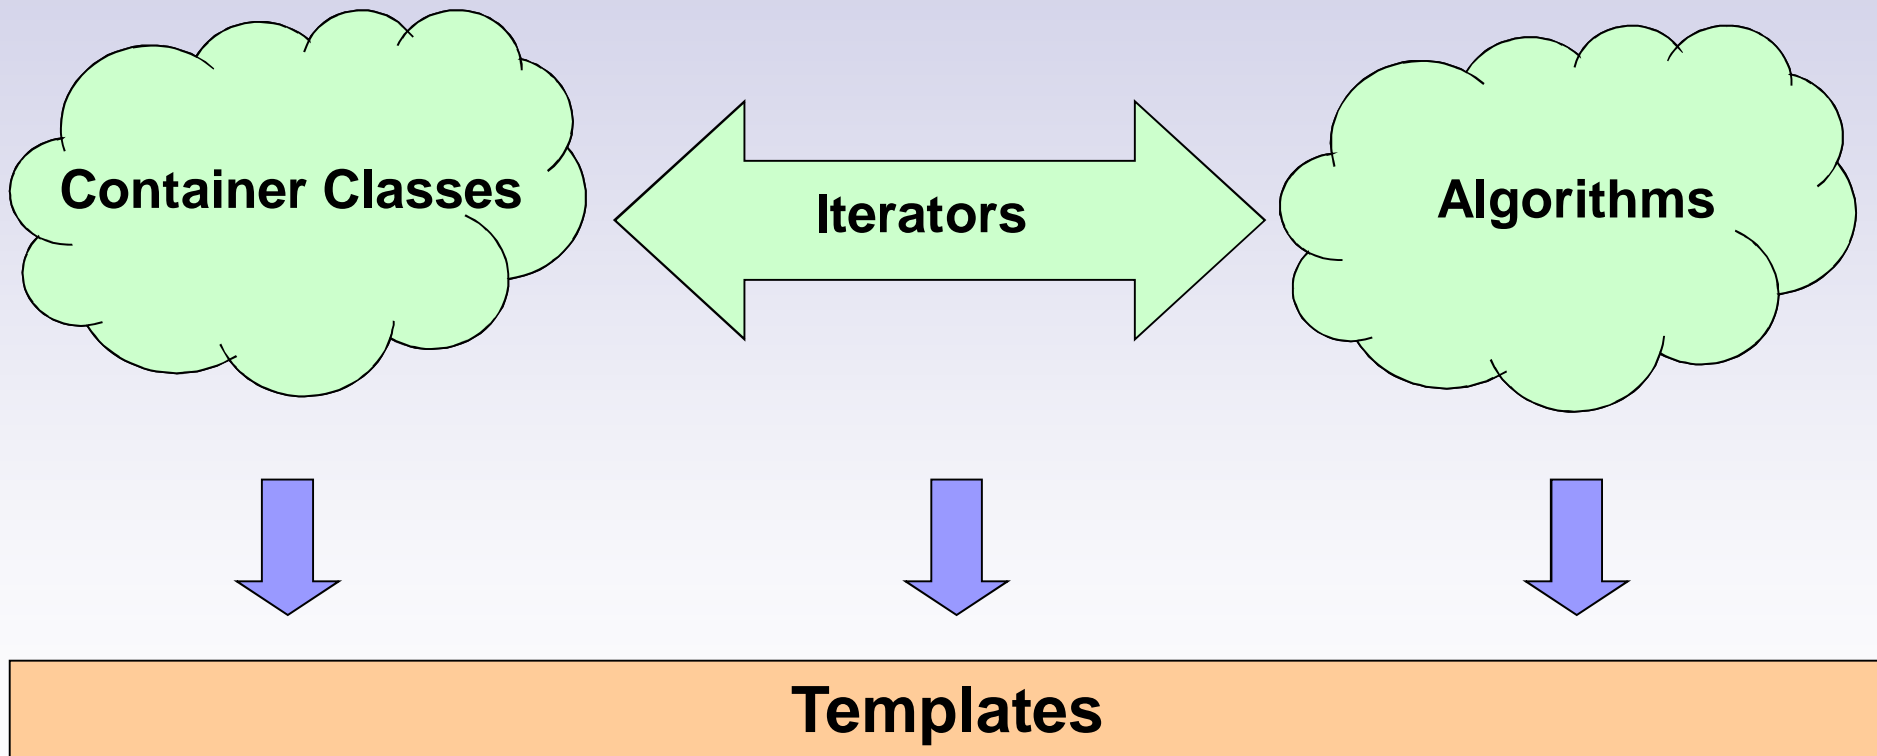 Container Classes
Iterators
Algorithms
Templates